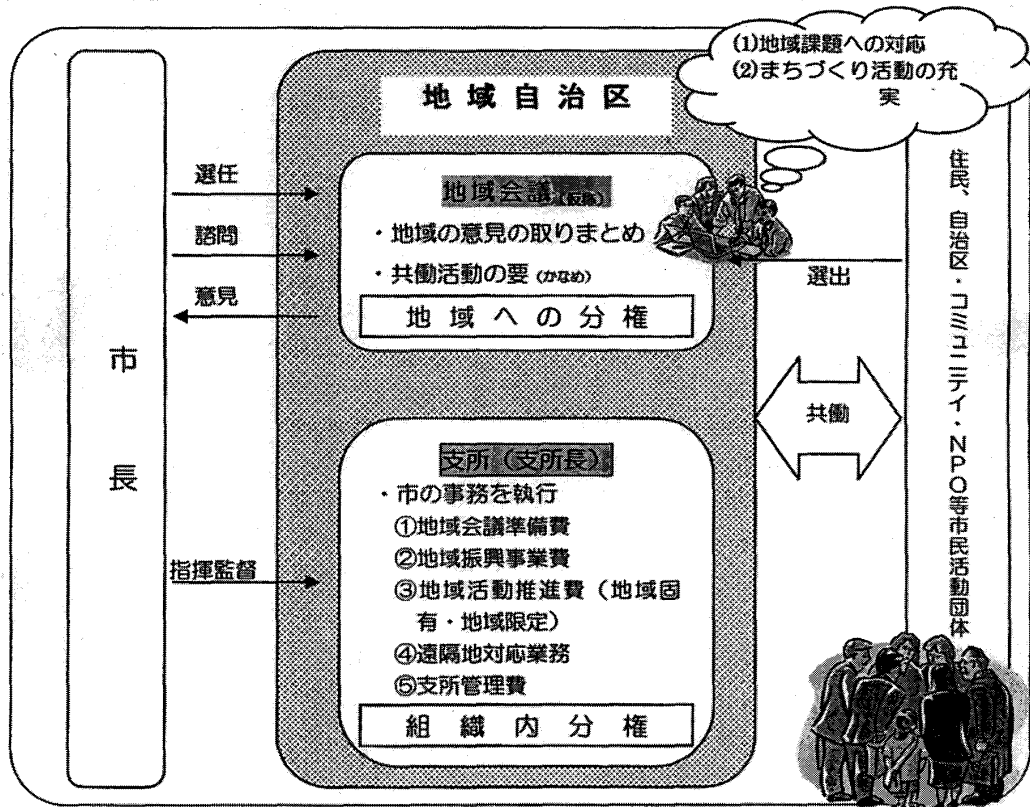 (1)地域課題への対応
(2)まちづくり活動の充
実
地域自治区
市長
選任
諮問
意見
指揮監督
地域会議(仮称)
・地域の意見の取りまとめ
・共働活動の要(かなめ)
地域への分権
支所(支所長)
・市の事務を執行
①地域会議準備費
②地域振興事業費
③地域活動推進費(地域固
有・地域限定)
④遠隔地対応業務
⑤支所管理費
組織内分権
選出
共働
住民、自治区・コミュニティ・NPO等市民活動団体